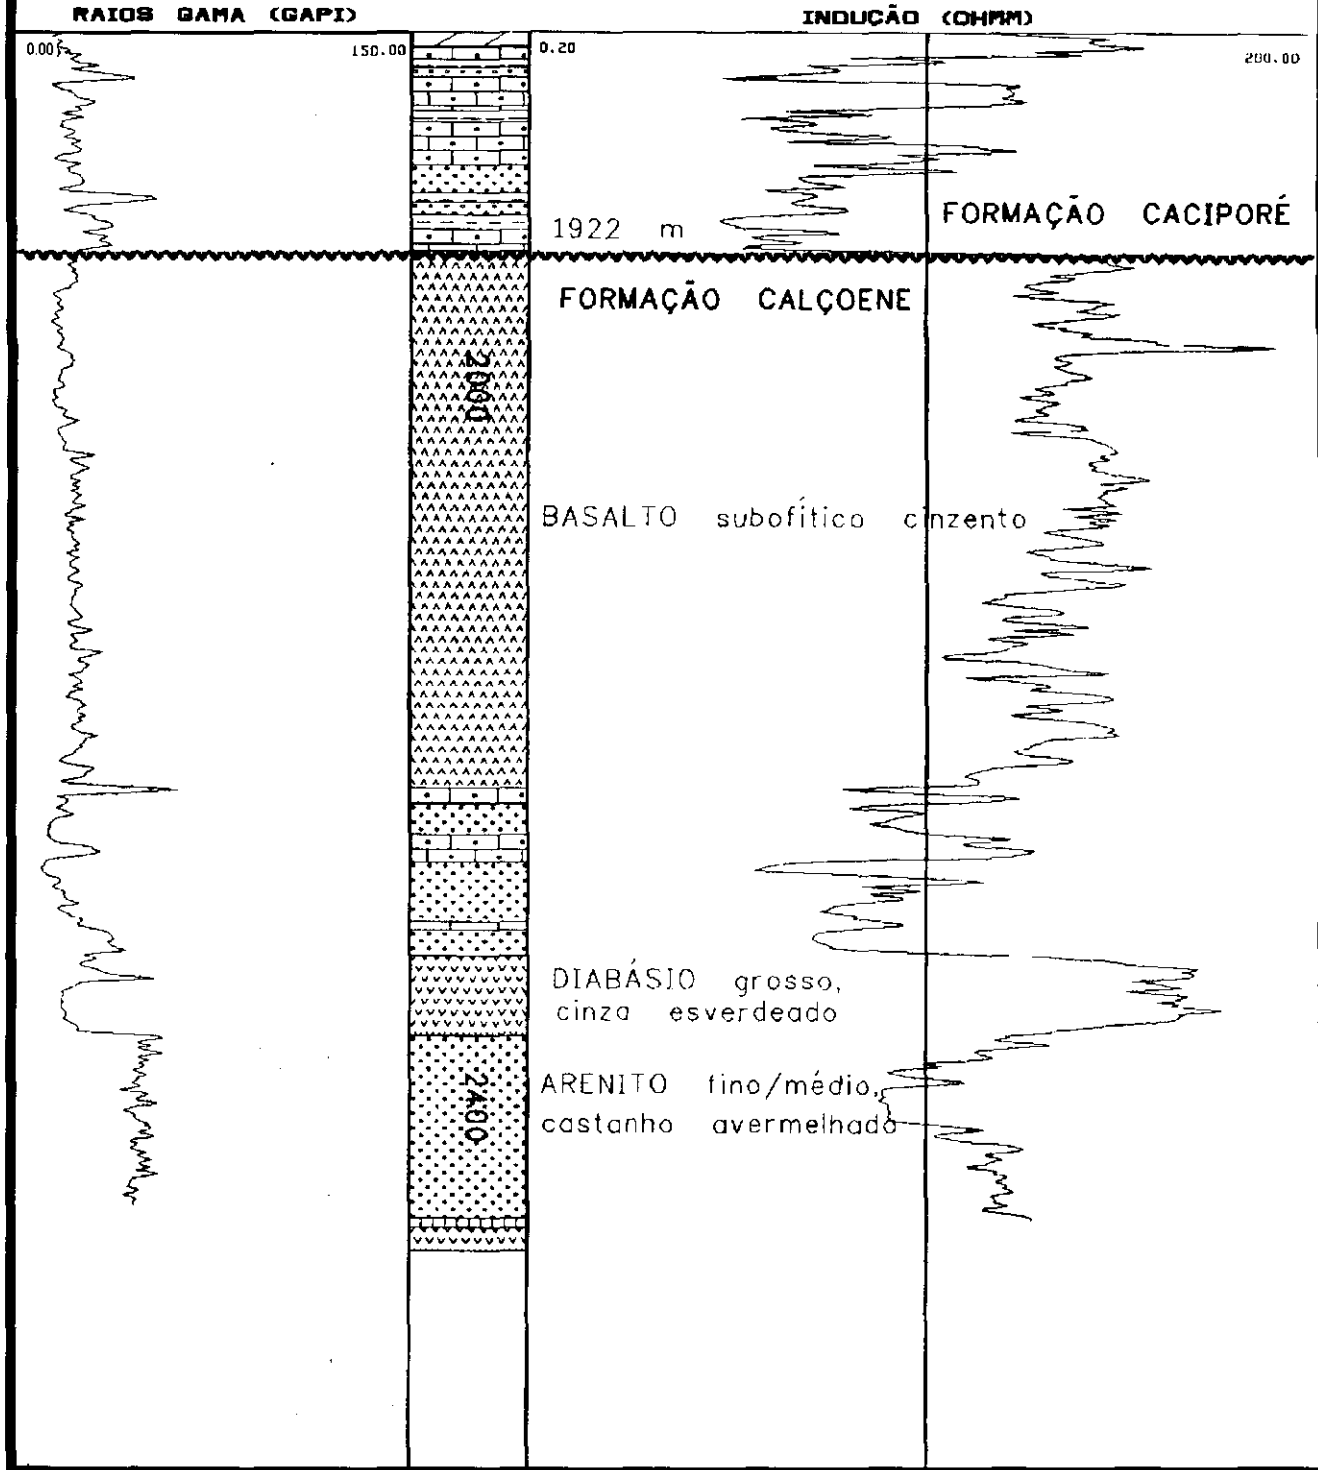 RAIOS GAMA (GAPI)
INDUÇÃO (OHMM)
0.00
150.00
0.20
200.00
1922 m
FORMAÇÃO CACIPORÉ
FORMAÇÃO CALÇOENE
2000
BASALTO subofítico cinzento
DIABÁSIO grosso,
cinza esverdeado
2400
ARENITO fino/médio,
castanho avermelhado